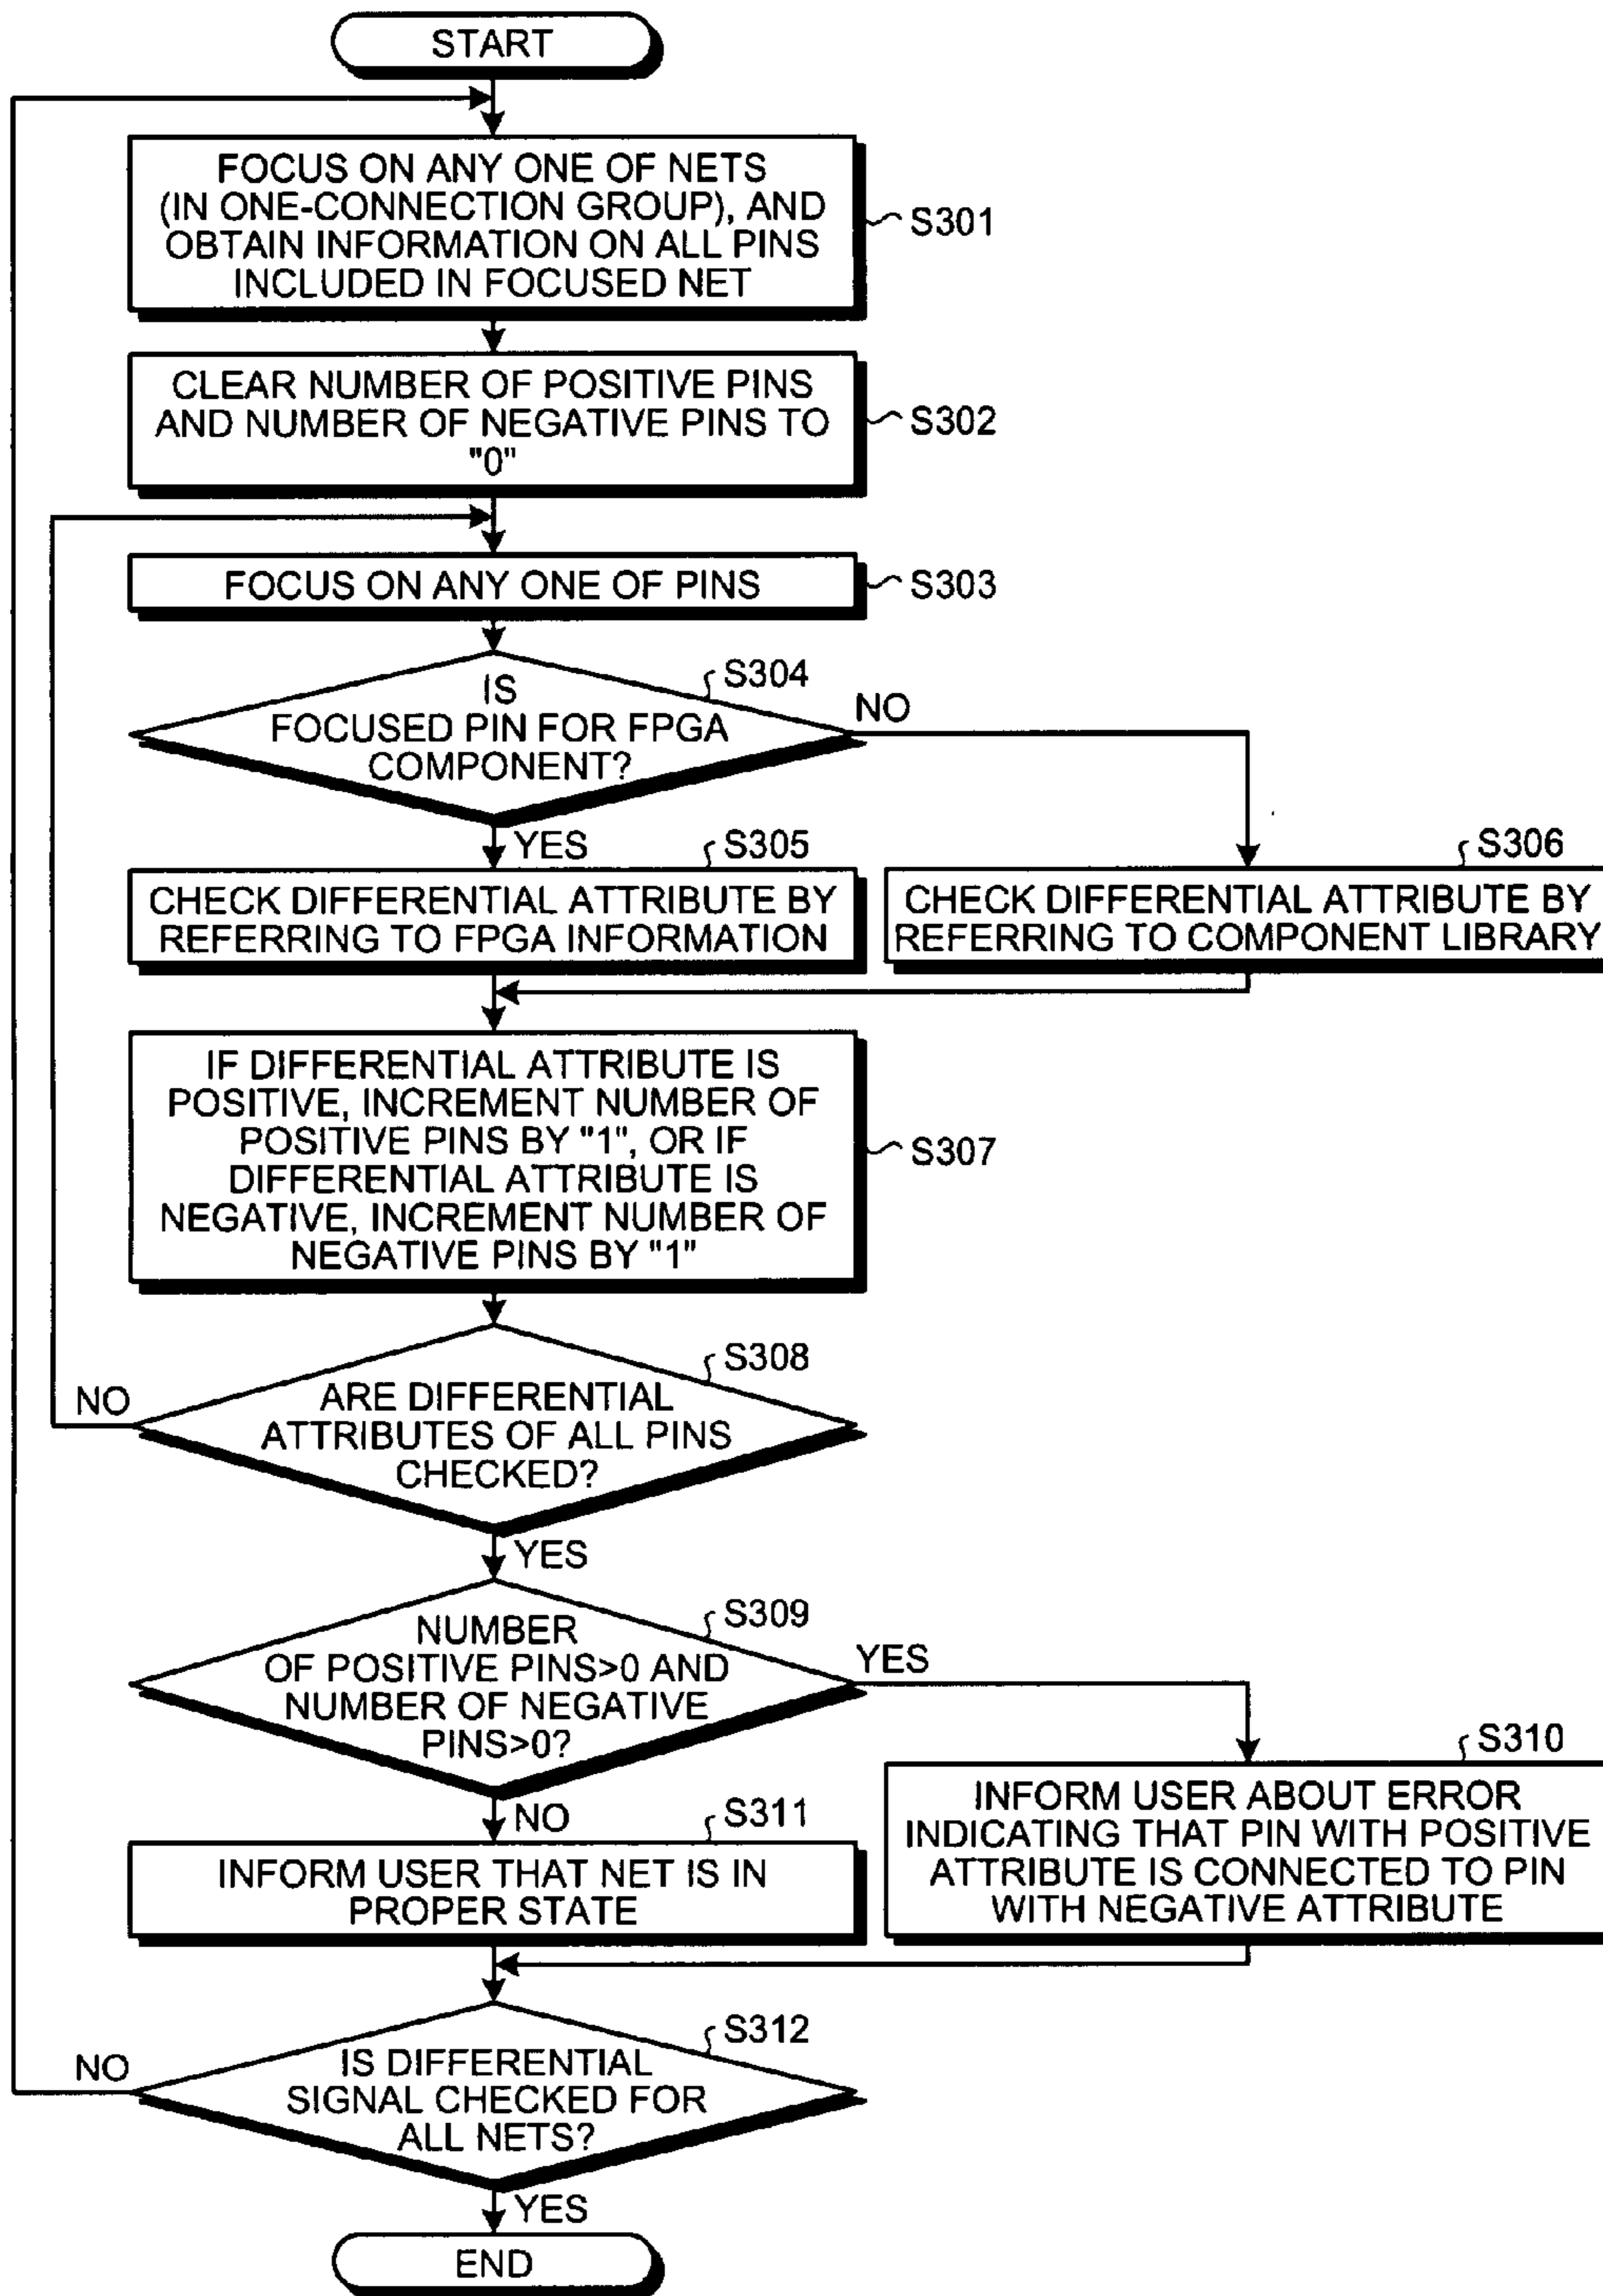 START
FOCUS ON ANY ONE OF NETS
(IN ONE-CONNECTION GROUP), AND
OBTAIN INFORMATION ON ALL PINS
INCLUDED IN FOCUSED NET
S301
CLEAR NUMBER OF POSITIVE PINS
AND NUMBER OF NEGATIVE PINS TO
"0"
S302
FOCUS ON ANY ONE OF PINS
S303
S304
IS
FOCUSED PIN FOR FPGA
COMPONENT?
NO
YES
S305
CHECK DIFFERENTIAL ATTRIBUTE BY
REFERRING TO FPGA INFORMATION
S306
CHECK DIFFERENTIAL ATTRIBUTE BY
REFERRING TO COMPONENT LIBRARY
IF DIFFERENTIAL ATTRIBUTE IS
POSITIVE, INCREMENT NUMBER OF
POSITIVE PINS BY "1", OR IF
DIFFERENTIAL ATTRIBUTE IS
NEGATIVE, INCREMENT NUMBER OF
NEGATIVE PINS BY "1"
S307
S308
ARE DIFFERENTIAL
ATTRIBUTES OF ALL PINS
CHECKED?
NO
YES
S309
NUMBER
OF POSITIVE PINS>0 AND
NUMBER OF NEGATIVE
PINS>0?
YES
S310
INFORM USER ABOUT ERROR
INDICATING THAT PIN WITH POSITIVE
ATTRIBUTE IS CONNECTED TO PIN
WITH NEGATIVE ATTRIBUTE
NO
S311
INFORM USER THAT NET IS IN
PROPER STATE
S312
IS DIFFERENTIAL
SIGNAL CHECKED FOR
ALL NETS?
NO
YES
END